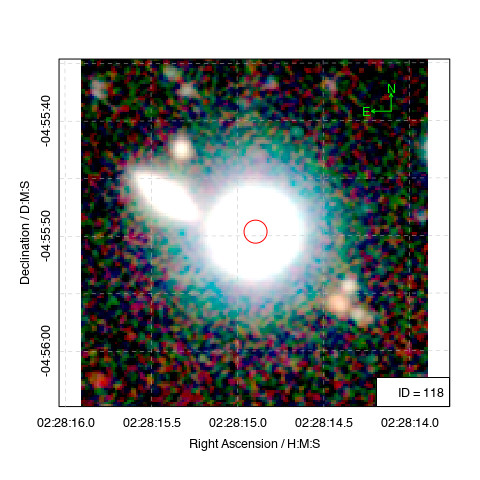 N
E
-04:55:40
-04:55:50
-04:56:00
Declination / D:M:S
ID = 118
02:28:16.0 02:28:15.5 02:28:15.0 02:28:14.5 02:28:14.0
Right Ascension / H:M:S